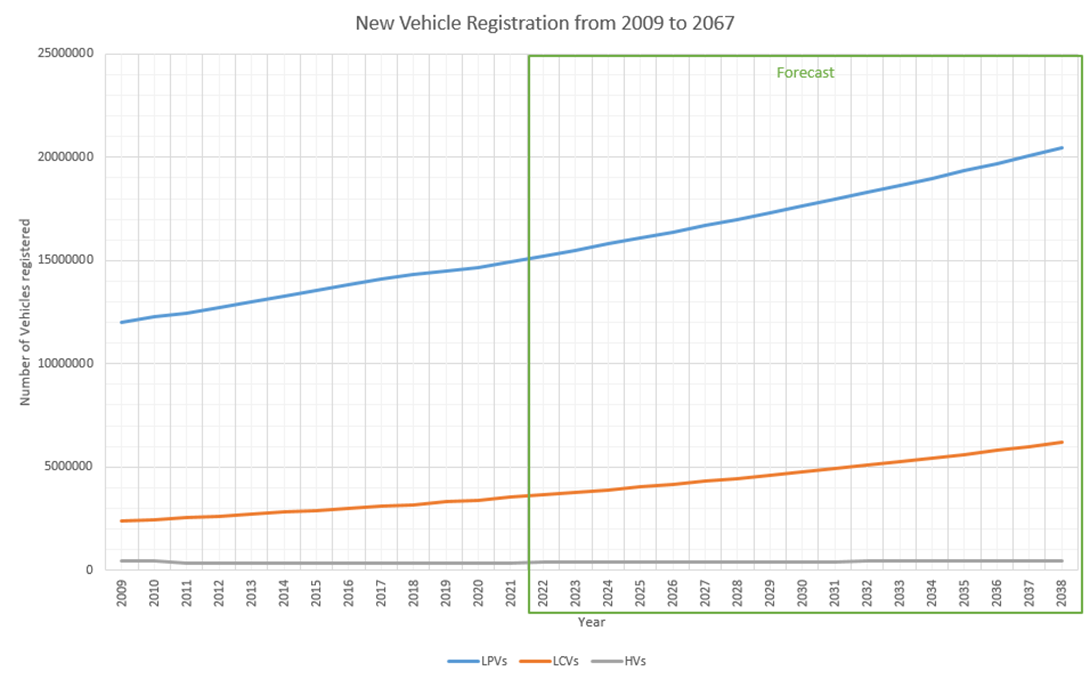 New Vehicle Registration from 2009 to 2067
25000000
Forecast
20000000
15000000
10000000
5000000
0
Number of Vehicles registered
2009 2010 2011 2012 2013 2014 2015 2016 2017 2018 2019 2020 2021 2022 2023 2024 2025 2026 2027 2028 2029 2030 2031 2032 2033 2034 2035 2036 2037 2038
Year
LPVs LCVs HVs